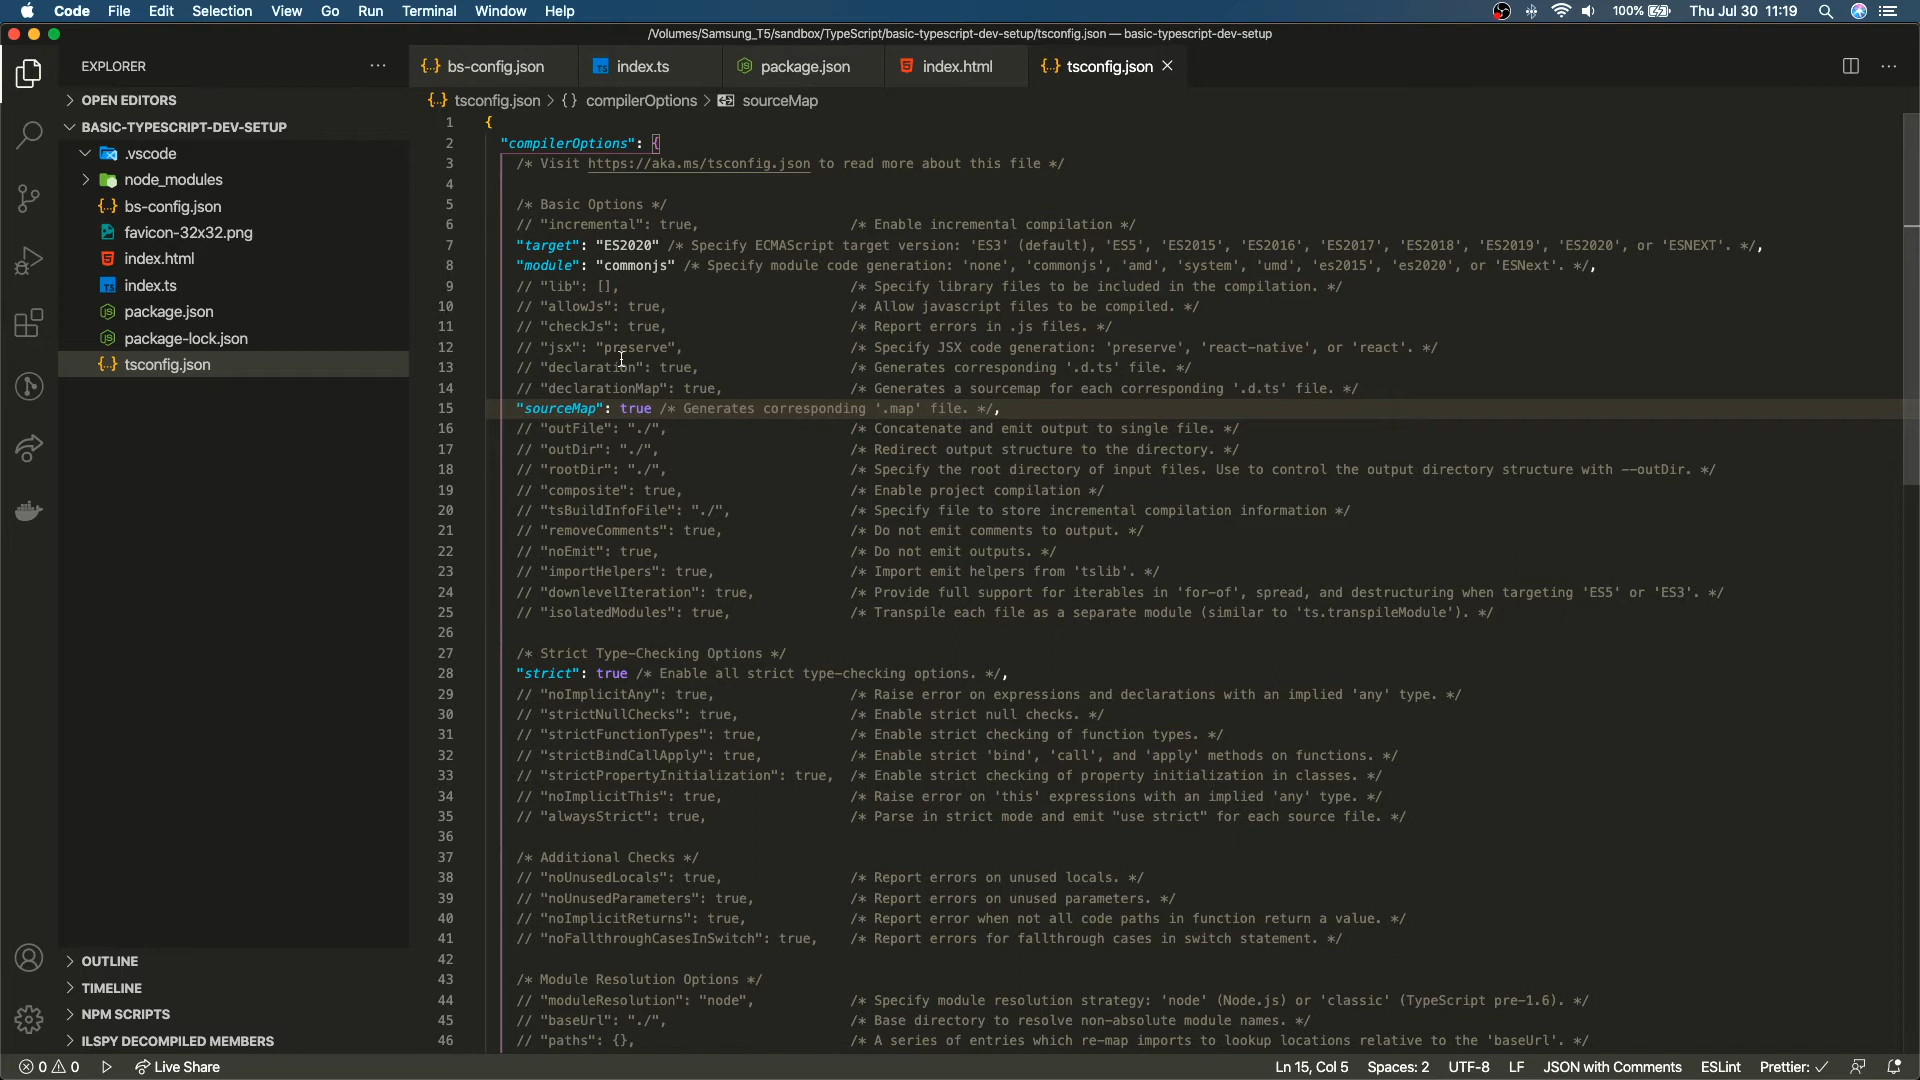 Code File Edit Selection View Go Run Terminal Window Help 100% Thu Jul 30 11:19
/Volumes/Samsung_T5/sandbox/TypeScript/basic-typescript-dev-setup/tsconfig.json — basic-typescript-dev-setup
EXPLORER ···
OPEN EDITORS
BASIC-TYPESCRIPT-DEV-SETUP
.vscode
node_modules
{··} bs-config.json
favicon-32x32.png
index.html
TS index.ts
package.json
package-lock.json
{··} tsconfig.json
OUTLINE
TIMELINE
NPM SCRIPTS
ILSPY DECOMPILED MEMBERS
{··} bs-config.json TS index.ts package.json index.html {··} tsconfig.json ×
{··} tsconfig.json > {} compilerOptions > sourceMap
1 {
2 "compilerOptions": {
3 /* Visit https://aka.ms/tsconfig.json to read more about this file */
4
5 /* Basic Options */
6 // "incremental": true, /* Enable incremental compilation */
7 "target": "ES2020" /* Specify ECMAScript target version: 'ES3' (default), 'ES5', 'ES2015', 'ES2016', 'ES2017', 'ES2018', 'ES2019', 'ES2020', or 'ESNEXT'. */,
8 "module": "commonjs" /* Specify module code generation: 'none', 'commonjs', 'amd', 'system', 'umd', 'es2015', 'es2020', or 'ESNext'. */,
9 // "lib": [], /* Specify library files to be included in the compilation. */
10 // "allowJs": true, /* Allow javascript files to be compiled. */
11 // "checkJs": true, /* Report errors in .js files. */
12 // "jsx": "preserve", /* Specify JSX code generation: 'preserve', 'react-native', or 'react'. */
13 // "declaration": true, /* Generates corresponding '.d.ts' file. */
14 // "declarationMap": true, /* Generates a sourcemap for each corresponding '.d.ts' file. */
15 "sourceMap": true /* Generates corresponding '.map' file. */,
16 // "outFile": "./", /* Concatenate and emit output to single file. */
17 // "outDir": "./", /* Redirect output structure to the directory. */
18 // "rootDir": "./", /* Specify the root directory of input files. Use to control the output directory structure with --outDir. */
19 // "composite": true, /* Enable project compilation */
20 // "tsBuildInfoFile": "./", /* Specify file to store incremental compilation information */
21 // "removeComments": true, /* Do not emit comments to output. */
22 // "noEmit": true, /* Do not emit outputs. */
23 // "importHelpers": true, /* Import emit helpers from 'tslib'. */
24 // "downlevelIteration": true, /* Provide full support for iterables in 'for-of', spread, and destructuring when targeting 'ES5' or 'ES3'. */
25 // "isolatedModules": true, /* Transpile each file as a separate module (similar to 'ts.transpileModule'). */
26
27 /* Strict Type-Checking Options */
28 "strict": true /* Enable all strict type-checking options. */,
29 // "noImplicitAny": true, /* Raise error on expressions and declarations with an implied 'any' type. */
30 // "strictNullChecks": true, /* Enable strict null checks. */
31 // "strictFunctionTypes": true, /* Enable strict checking of function types. */
32 // "strictBindCallApply": true, /* Enable strict 'bind', 'call', and 'apply' methods on functions. */
33 // "strictPropertyInitialization": true, /* Enable strict checking of property initialization in classes. */
34 // "noImplicitThis": true, /* Raise error on 'this' expressions with an implied 'any' type. */
35 // "alwaysStrict": true, /* Parse in strict mode and emit "use strict" for each source file. */
36
37 /* Additional Checks */
38 // "noUnusedLocals": true, /* Report errors on unused locals. */
39 // "noUnusedParameters": true, /* Report errors on unused parameters. */
40 // "noImplicitReturns": true, /* Report error when not all code paths in function return a value. */
41 // "noFallthroughCasesInSwitch": true, /* Report errors for fallthrough cases in switch statement. */
42
43 /* Module Resolution Options */
44 // "moduleResolution": "node", /* Specify module resolution strategy: 'node' (Node.js) or 'classic' (TypeScript pre-1.6). */
45 // "baseUrl": "./", /* Base directory to resolve non-absolute module names. */
46 // "paths": {}, /* A series of entries which re-map imports to lookup locations relative to the 'baseUrl'. */
0 0 Live Share Ln 15, Col 5 Spaces: 2 UTF-8 LF JSON with Comments ESLint Prettier: ✓